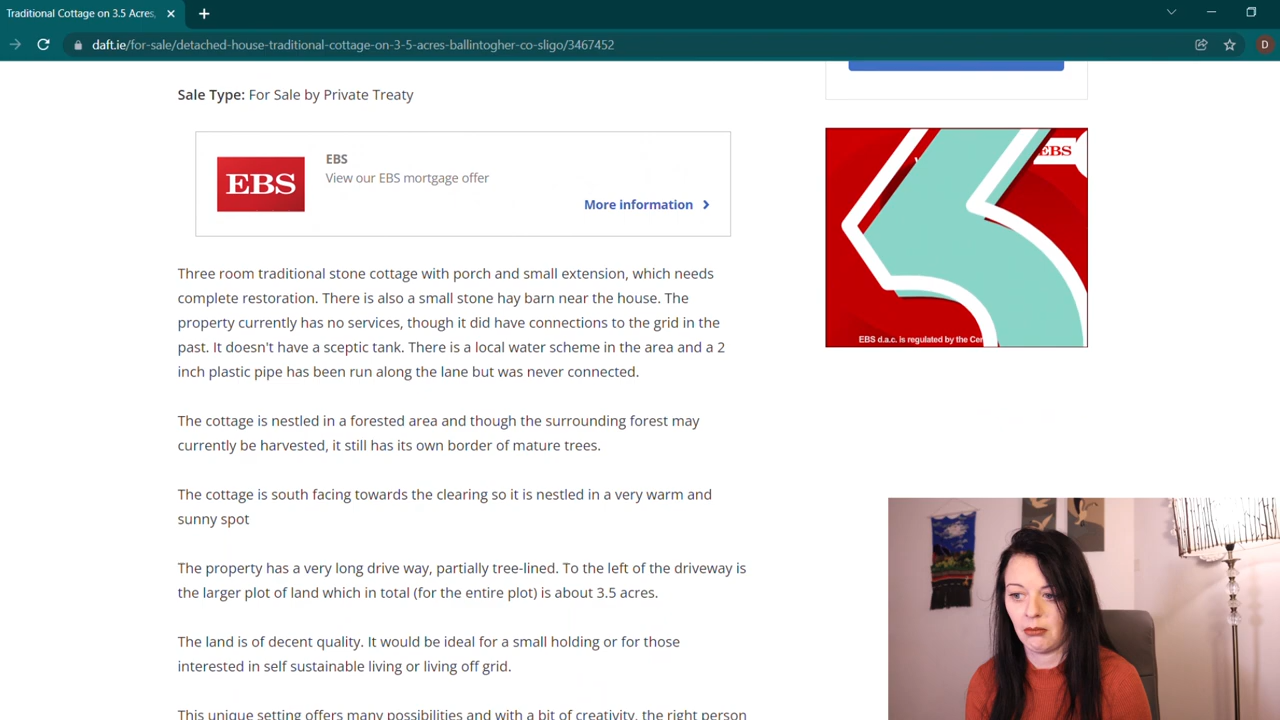 Traditional Cottage on 3.5 Acres,
daft.ie/for-sale/detached-house-traditional-cottage-on-3-5-acres-ballintogher-co-sligo/3467452
D
Sale Type: For Sale by Private Treaty
EBS
EBS
View our EBS mortgage offer
More information
EBS
EBS d.a.c. is regulated by the Cen
Three room traditional stone cottage with porch and small extension, which needs
complete restoration. There is also a small stone hay barn near the house. The
property currently has no services, though it did have connections to the grid in the
past. It doesn't have a sceptic tank. There is a local water scheme in the area and a 2
inch plastic pipe has been run along the lane but was never connected.
The cottage is nestled in a forested area and though the surrounding forest may
currently be harvested, it still has its own border of mature trees.
The cottage is south facing towards the clearing so it is nestled in a very warm and
sunny spot
The property has a very long drive way, partially tree-lined. To the left of the driveway is
the larger plot of land which in total (for the entire plot) is about 3.5 acres.
The land is of decent quality. It would be ideal for a small holding or for those
interested in self sustainable living or living off grid.
This unique setting offers many possibilities and with a bit of creativity, the right person